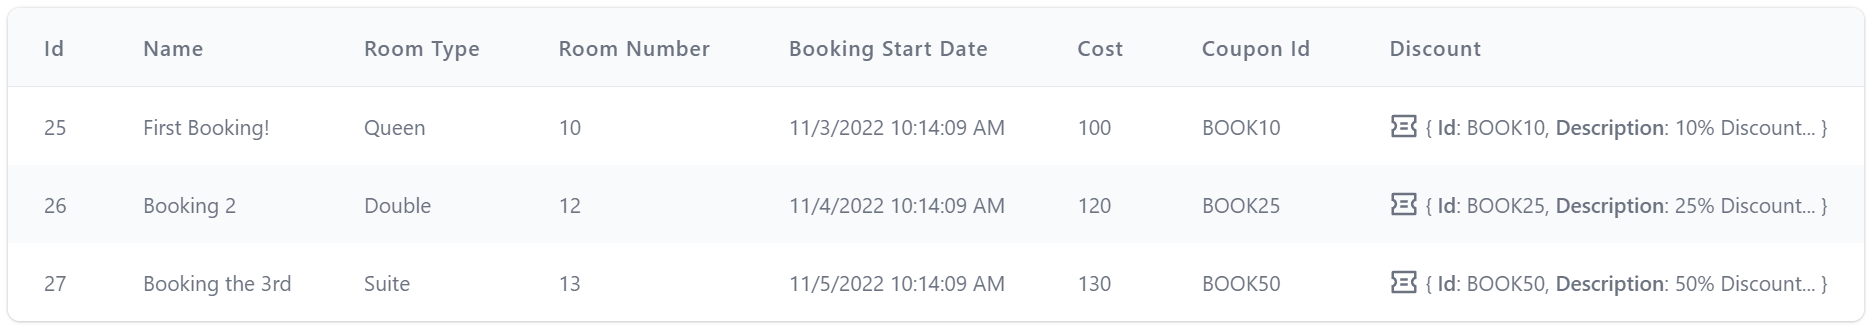 Id Name Room Type Room Number Booking Start Date Cost Coupon Id Discount
25 First Booking! Queen 10 11/3/2022 10:14:09 AM 100 BOOK10 { Id: BOOK10, Description: 10% Discount... }
26 Booking 2 Double 12 11/4/2022 10:14:09 AM 120 BOOK25 { Id: BOOK25, Description: 25% Discount... }
27 Booking the 3rd Suite 13 11/5/2022 10:14:09 AM 130 BOOK50 { Id: BOOK50, Description: 50% Discount... }